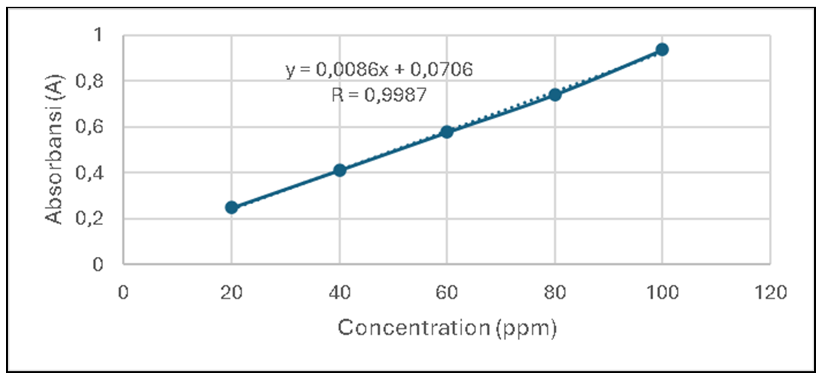 y = 0,0086x + 0,0706
R = 0,9987
Absorbansi (A)
1
0,8
0,6
0,4
0,2
0
0 20 40 60 80 100 120
Concentration (ppm)